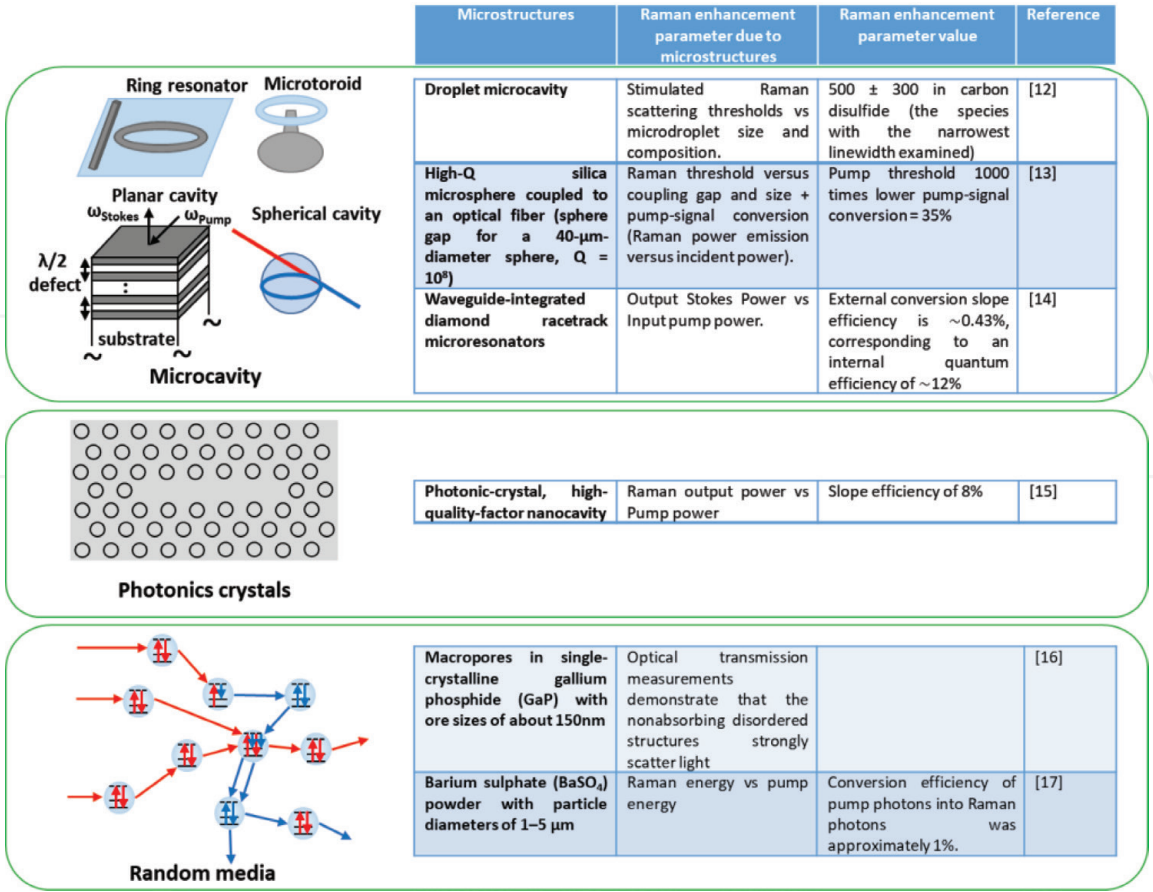 Microstructures
Raman enhancement
parameter due to
microstructures
Raman enhancement
parameter value
Reference
Ring resonator
Microtoroid
Planar cavity
ωStokes
ωPump
Spherical cavity
λ/2
defect
:
substrate
~
~
~
Microcavity
Droplet microcavity
Stimulated Raman
scattering thresholds vs
microdroplet size and
composition.
500 ± 300 in carbon
disulfide (the species
with the narrowest
linewidth examined)
[12]
High-Q silica
microsphere coupled to
an optical fiber (sphere
gap for a 40-μm-
diameter sphere, Q =
10⁸)
Raman threshold versus
coupling gap and size +
pump-signal conversion
(Raman power emission
versus incident power).
Pump threshold 1000
times lower pump-signal
conversion = 35%
[13]
Waveguide-integrated
diamond racetrack
microresonators
Output Stokes Power vs
Input pump power.
External conversion slope
efficiency is ∼0.43%,
corresponding to an
internal quantum
efficiency of ∼12%
[14]
Photonics crystals
Photonic-crystal, high-
quality-factor nanocavity
Raman output power vs
Pump power
Slope efficiency of 8%
[15]
Random media
Macropores in single-
crystalline gallium
phosphide (GaP) with
ore sizes of about 150nm
Optical transmission
measurements
demonstrate that the
nonabsorbing disordered
structures strongly
scatter light
[16]
Barium sulphate (BaSO₄)
powder with particle
diameters of 1–5 μm
Raman energy vs pump
energy
Conversion efficiency of
pump photons into Raman
photons was
approximately 1%.
[17]